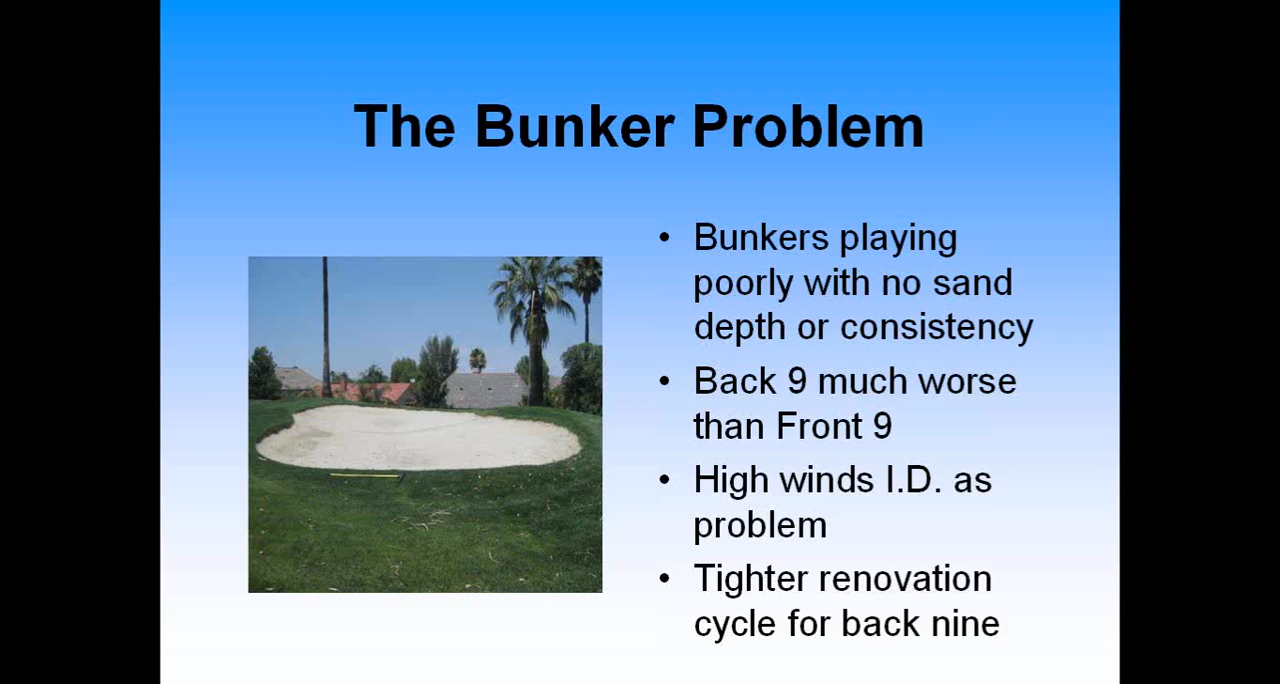 The Bunker Problem
• Bunkers playing
poorly with no sand
depth or consistency
• Back 9 much worse
than Front 9
• High winds I.D. as
problem
• Tighter renovation
cycle for back nine